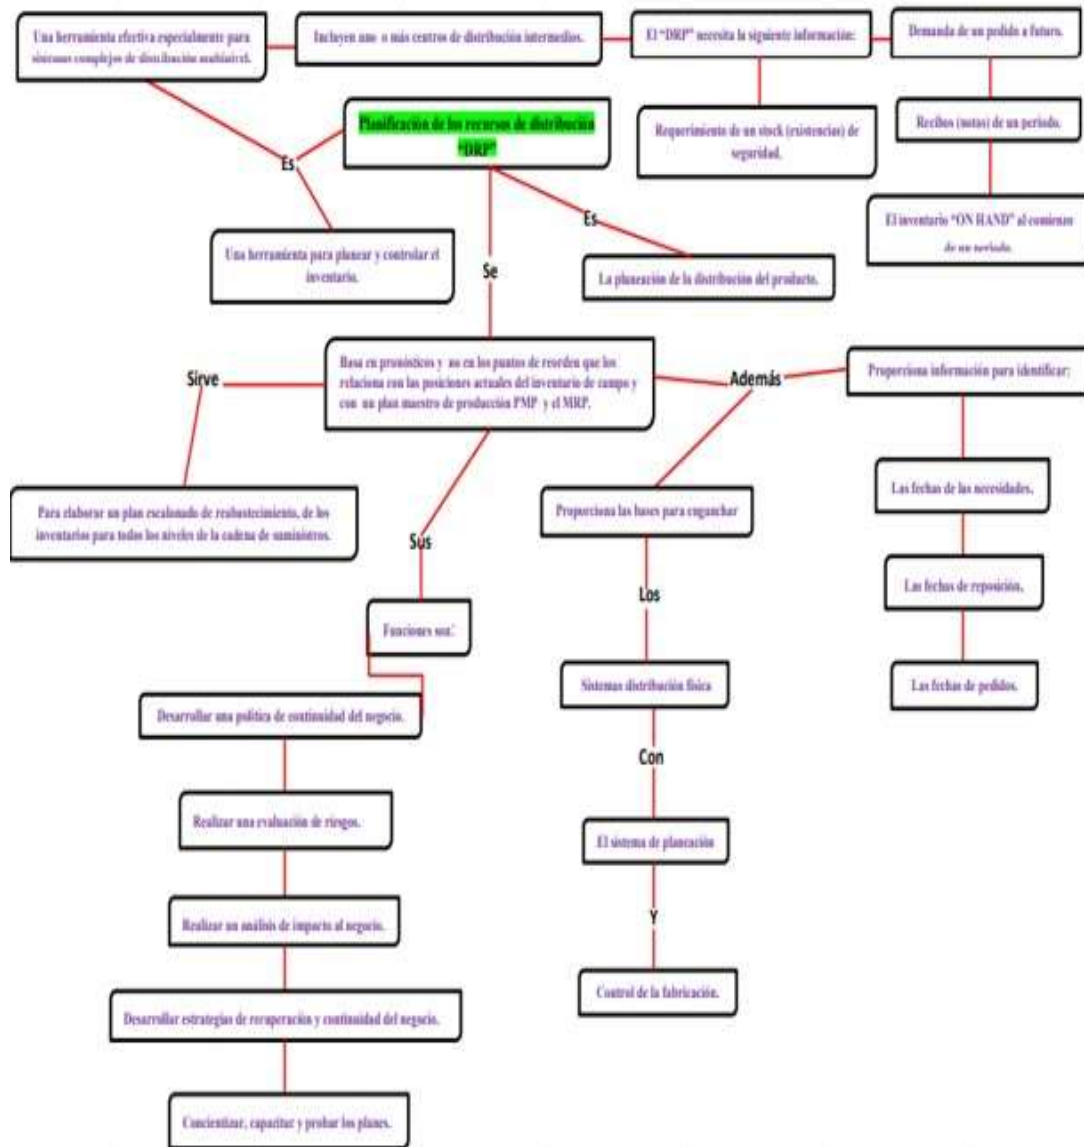 Una herramienta efectiva especialmente para
sistemas complejos de distribución multinivel.
Incluyen uno o más centros de distribución intermedios.
El “DRP” necesita la siguiente información:
Demanda de un pedido a futuro.
Planificación de los recursos de distribución
“DRP”
Requerimiento de un stock (existencias) de
seguridad.
Recibos (notas) de un periodo.
Es
Una herramienta para planear y controlar el
inventario.
Es
El inventario “ON HAND” al comienzo
de un periodo.
Se
La planeación de la distribución del producto.
Basa en pronósticos y no en los puntos de reorden que los
relaciona con las posiciones actuales del inventario de campo y
con un plan maestro de producción PMP y el MRP.
Sirve
Además
Proporciona información para identificar:
Para elaborar un plan escalonado de reabastecimiento, de los
inventarios para todos los niveles de la cadena de suministros.
Proporciona las bases para enganchar
Las fechas de las necesidades.
Sus
Los
Las fechas de reposición.
Funciones son:
Sistemas distribución física
Las fechas de pedidos.
Desarrollar una política de continuidad del negocio.
Con
Realizar una evaluación de riesgos.
El sistema de planeación
Realizar un análisis de impacto al negocio.
Y
Desarrollar estrategias de recuperación y continuidad del negocio.
Control de la fabricación.
Concientizar, capacitar y probar los planes.